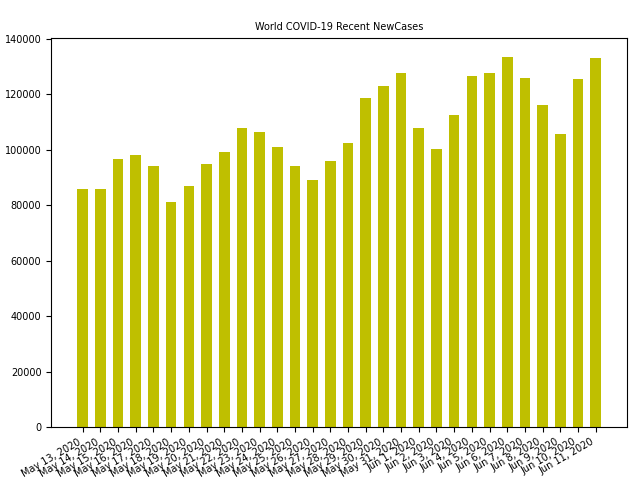 World COVID-19 Recent NewCases
140000
120000
100000
80000
60000
40000
20000
0
May 13, 2020
May 14, 2020
May 15, 2020
May 16, 2020
May 17, 2020
May 18, 2020
May 19, 2020
May 20, 2020
May 21, 2020
May 22, 2020
May 23, 2020
May 24, 2020
May 25, 2020
May 26, 2020
May 27, 2020
May 28, 2020
May 29, 2020
May 30, 2020
May 31, 2020
Jun 1, 2020
Jun 2, 2020
Jun 3, 2020
Jun 4, 2020
Jun 5, 2020
Jun 6, 2020
Jun 7, 2020
Jun 8, 2020
Jun 9, 2020
Jun 10, 2020
Jun 11, 2020